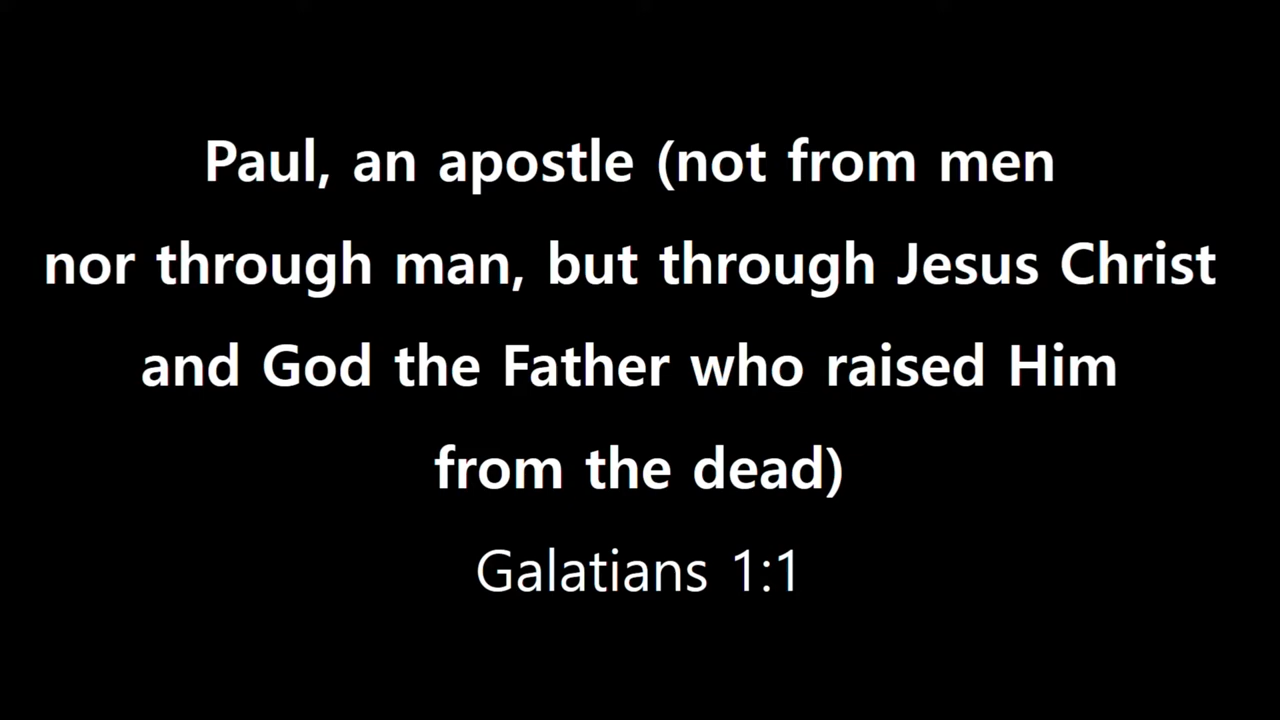 Paul, an apostle (not from men
nor through man, but through Jesus Christ
and God the Father who raised Him
from the dead)
Galatians 1:1